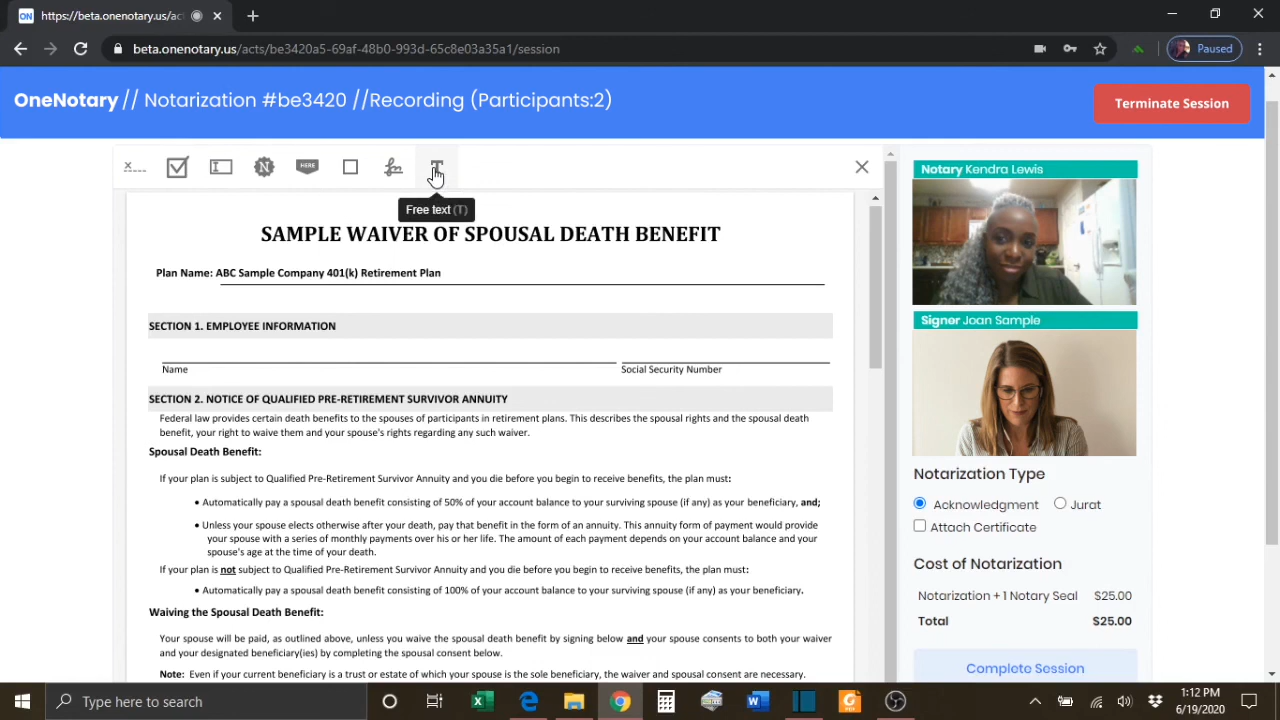 ON https://beta.onenotary.us/act
beta.onenotary.us/acts/be3420a5-69af-48b0-993d-65c8e03a35a1/session
Paused
OneNotary // Notarization #be3420 //Recording (Participants:2)
Terminate Session
x
N
HERE
T
Free text (T)
SAMPLE WAIVER OF SPOUSAL DEATH BENEFIT
Plan Name: ABC Sample Company 401(k) Retirement Plan
SECTION 1. EMPLOYEE INFORMATION
Name Social Security Number
SECTION 2. NOTICE OF QUALIFIED PRE-RETIREMENT SURVIVOR ANNUITY
Federal law provides certain death benefits to the spouses of participants in retirement plans. This describes the spousal rights and the spousal death
benefit, your right to waive them and your spouse's rights regarding any such waiver.
Spousal Death Benefit:
If your plan is subject to Qualified Pre-Retirement Survivor Annuity and you die before you begin to receive benefits, the plan must:
• Automatically pay a spousal death benefit consisting of 50% of your account balance to your surviving spouse (if any) as your beneficiary, and;
• Unless your spouse elects otherwise after your death, pay that benefit in the form of an annuity. This annuity form of payment would provide
your spouse with a series of monthly payments over his or her life. The amount of each payment depends on your account balance and your
spouse's age at the time of your death.
If your plan is not subject to Qualified Pre-Retirement Survivor Annuity and you die before you begin to receive benefits, the plan must:
• Automatically pay a spousal death benefit consisting of 100% of your account balance to your surviving spouse (if any) as your beneficiary.
Waiving the Spousal Death Benefit:
Your spouse will be paid, as outlined above, unless you waive the spousal death benefit by signing below and your spouse consents to both your waiver
and your designated beneficiary(ies) by completing the spousal consent below.
Note: Even if your current beneficiary is a trust or estate of which your spouse is the sole beneficiary, the waiver and spousal consent are necessary.
Notary Kendra Lewis
Signer Joan Sample
Notarization Type
Acknowledgment Jurat
Attach Certificate
Cost of Notarization
Notarization + 1 Notary Seal $25.00
Total $25.00
Complete Session
Type here to search
1:12 PM
6/19/2020